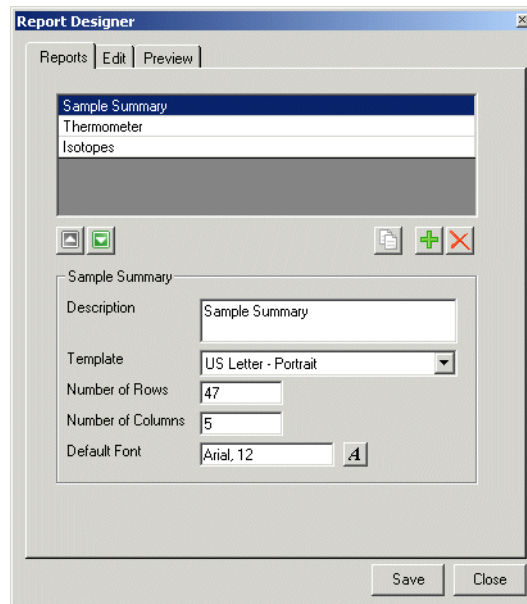 Report Designer
Reports Edit Preview
Sample Summary
Thermometer
Isotopes
Sample Summary
Description Sample Summary
Template US Letter - Portrait
Number of Rows 47
Number of Columns 5
Default Font Arial, 12 A
Save Close